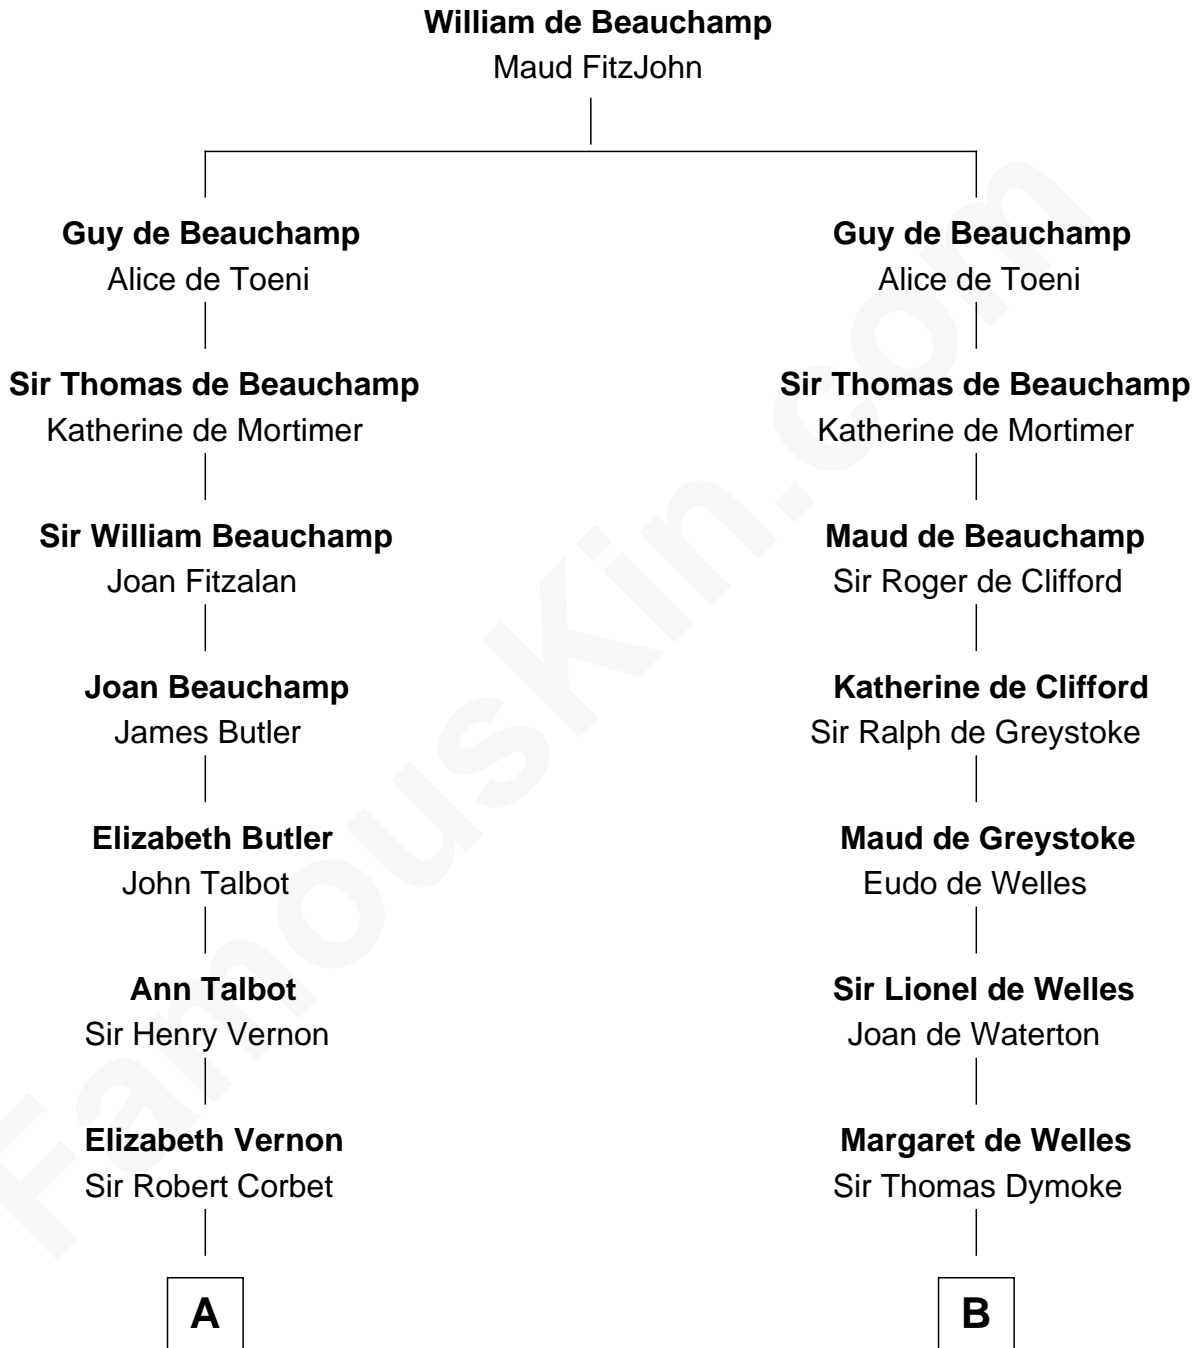 William de Beauchamp
Maud FitzJohn
Guy de Beauchamp
Alice de Toeni
Sir Thomas de Beauchamp
Katherine de Mortimer
Sir William Beauchamp
Joan Fitzalan
Joan Beauchamp
James Butler
Elizabeth Butler
John Talbot
Ann Talbot
Sir Henry Vernon
Elizabeth Vernon
Sir Robert Corbet
A
Guy de Beauchamp
Alice de Toeni
Sir Thomas de Beauchamp
Katherine de Mortimer
Maud de Beauchamp
Sir Roger de Clifford
Katherine de Clifford
Sir Ralph de Greystoke
Maud de Greystoke
Eudo de Welles
Sir Lionel de Welles
Joan de Waterton
Margaret de Welles
Sir Thomas Dymoke
B
FamousKin.com